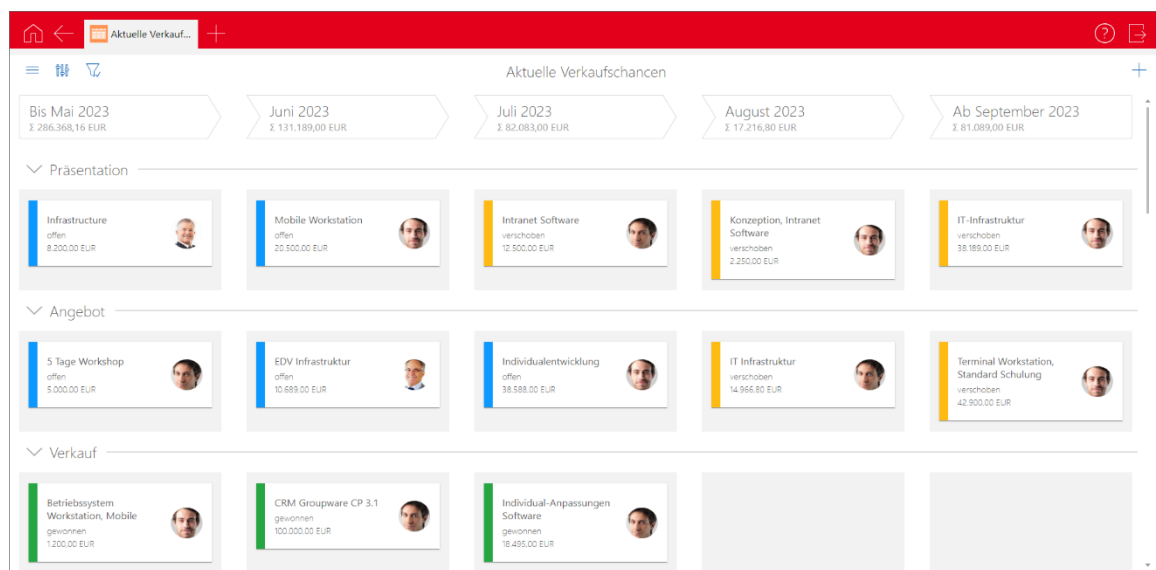 Aktuelle Verkauf...
Aktuelle Verkaufschancen
Bis Mai 2023
Σ 286.368,16 EUR
Juni 2023
Σ 131.189,00 EUR
Juli 2023
Σ 82.083,00 EUR
August 2023
Σ 17.216,80 EUR
Ab September 2023
Σ 81.089,00 EUR
Präsentation
Infrastructure
offen
8.200,00 EUR
Mobile Workstation
offen
20.500,00 EUR
Intranet Software
verschoben
12.500,00 EUR
Konzeption, Intranet
Software
verschoben
2.250,00 EUR
IT-Infrastruktur
verschoben
38.189,00 EUR
Angebot
5 Tage Workshop
offen
5.000,00 EUR
EDV Infrastruktur
offen
10.689,00 EUR
Individualentwicklung
offen
38.588,00 EUR
IT Infrastruktur
verschoben
14.966,80 EUR
Terminal Workstation,
Standard Schulung
verschoben
42.900,00 EUR
Verkauf
Betriebssystem
Workstation, Mobile
gewonnen
1.200,00 EUR
CRM Groupware CP 3.1
gewonnen
100.000,00 EUR
Individual-Anpassungen
Software
gewonnen
18.495,00 EUR